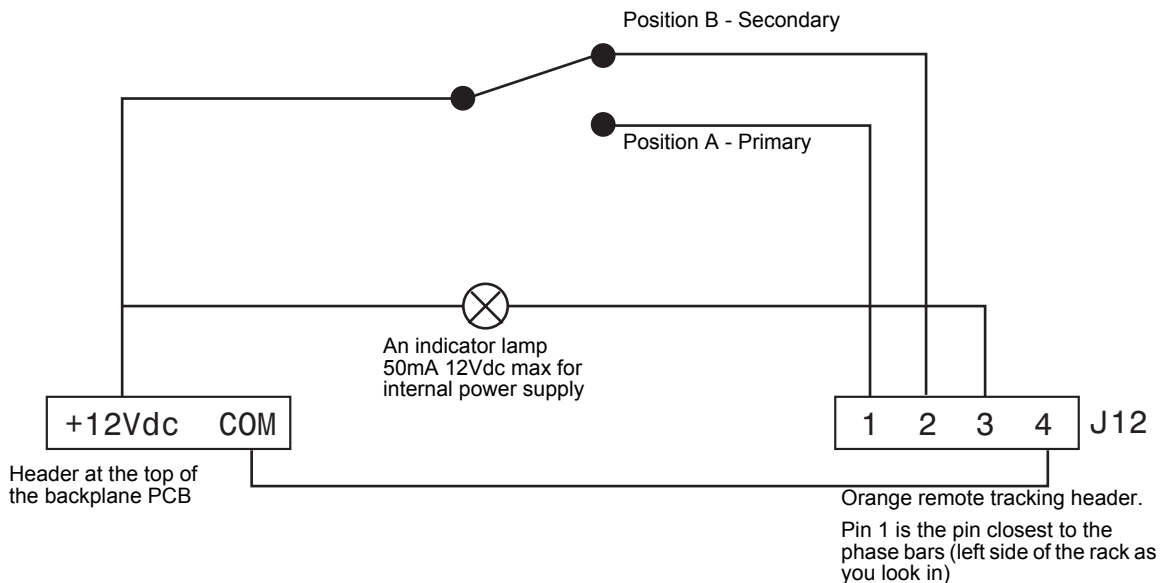 Position B - Secondary
Position A - Primary
An indicator lamp
50mA 12Vdc max for
internal power supply
+12Vdc COM
1 2 3 4 J12
Header at the top of
the backplane PCB
Orange remote tracking header.
Pin 1 is the pin closest to the
phase bars (left side of the rack as
you look in)